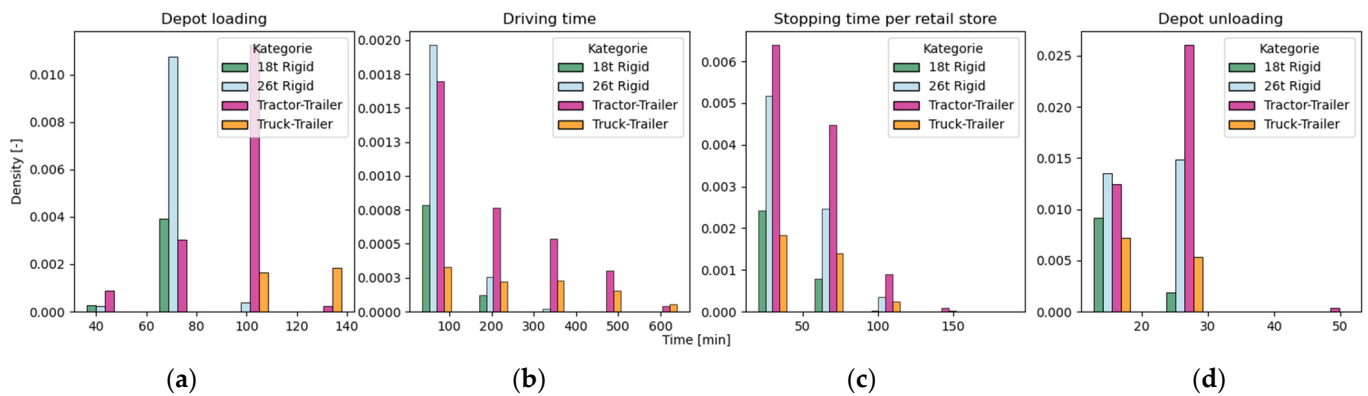 Depot loading
Density [-]
0.010
0.008
0.006
0.004
0.002
0.000
40 60 80 100 120 140
Kategorie
18t Rigid
26t Rigid
Tractor-Trailer
Truck-Trailer
(a)
Driving time
0.0020
0.0018
0.0015
0.0013
0.0010
0.0008
0.0005
0.0003
0.0000
100 200 300 400 500 600
Kategorie
18t Rigid
26t Rigid
Tractor-Trailer
Truck-Trailer
(b)
Stopping time per retail store
0.006
0.005
0.004
0.003
0.002
0.001
0.000
50 100 150
Kategorie
18t Rigid
26t Rigid
Tractor-Trailer
Truck-Trailer
Time [min]
(c)
Depot unloading
0.025
0.020
0.015
0.010
0.005
0.000
20 30 40 50
Kategorie
18t Rigid
26t Rigid
Tractor-Trailer
Truck-Trailer
(d)